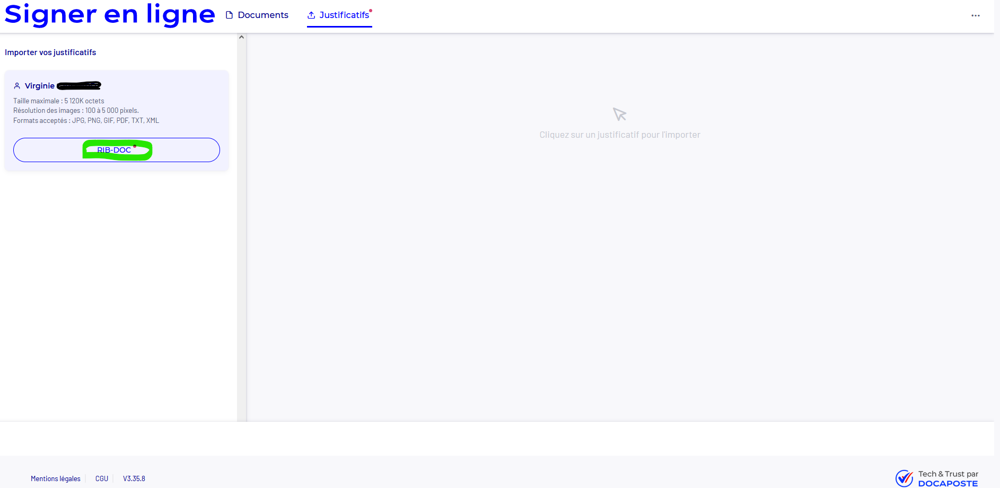 Signer en ligne Documents Justificatifs
Importer vos justificatifs
Virginie
Taille maximale : 5 120K octets
Résolution des images : 100 à 5 000 pixels.
Formats acceptés : JPG, PNG, GIF, PDF, TXT, XML
RIB-DOC
Cliquez sur un justificatif pour l'importer
Mentions légales CGU V3.35.8
Tech & Trust par
DOCAPOSTE